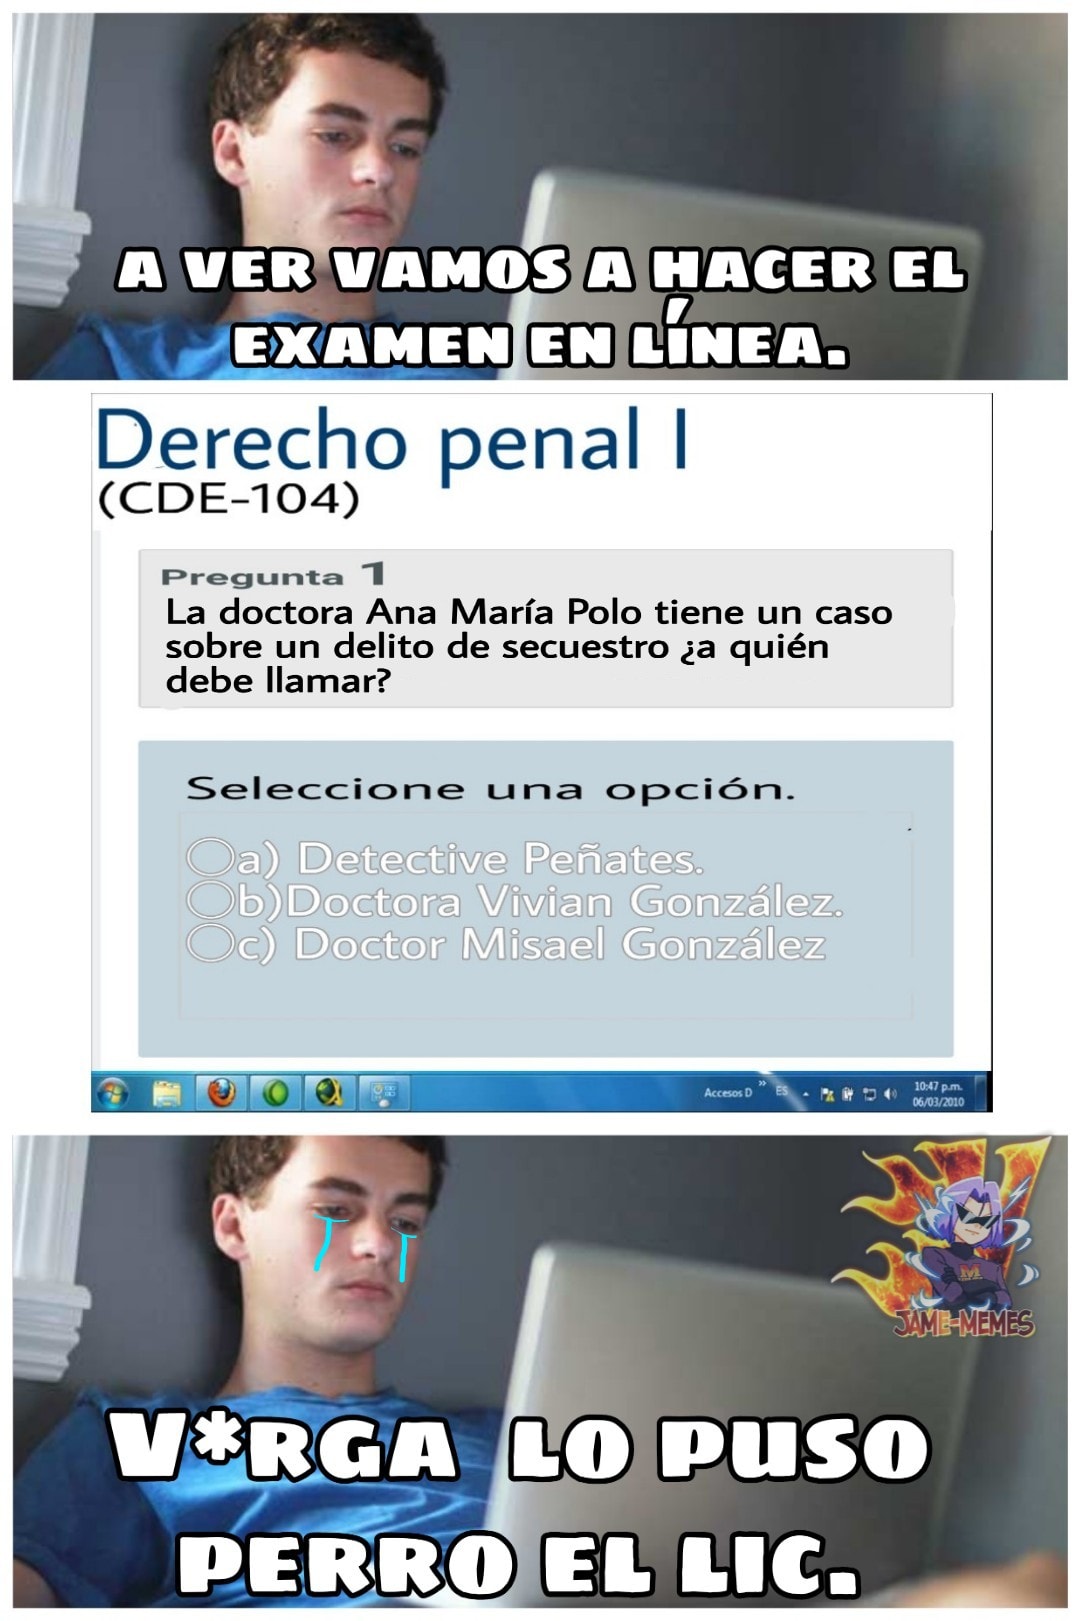 A VER VAMOS A HACER EL
EXAMEN EN LÍNEA.
Derecho penal I
(CDE-104)
Pregunta 1
La doctora Ana María Polo tiene un caso
sobre un delito de secuestro ¿a quién
debe llamar?
Seleccione una opción.
a) Detective Peñates.
b)Doctora Vivian González.
c) Doctor Misael González
Accesos D » ES 10:47 p.m.
06/03/2010
M
JAME-MEMES
V*RGA LO PUSO
PERRO EL LIC.